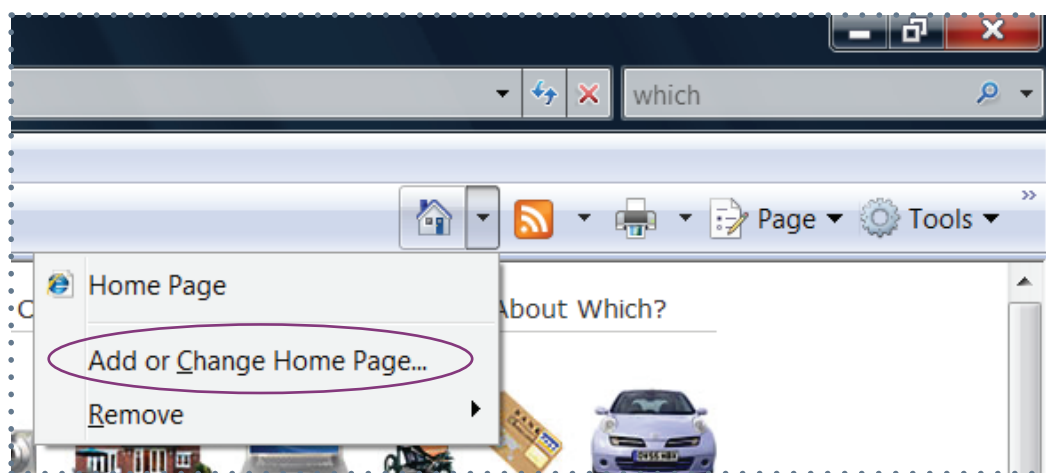 which
Page
Tools
Home Page
About Which?
Add or Change Home Page...
Remove